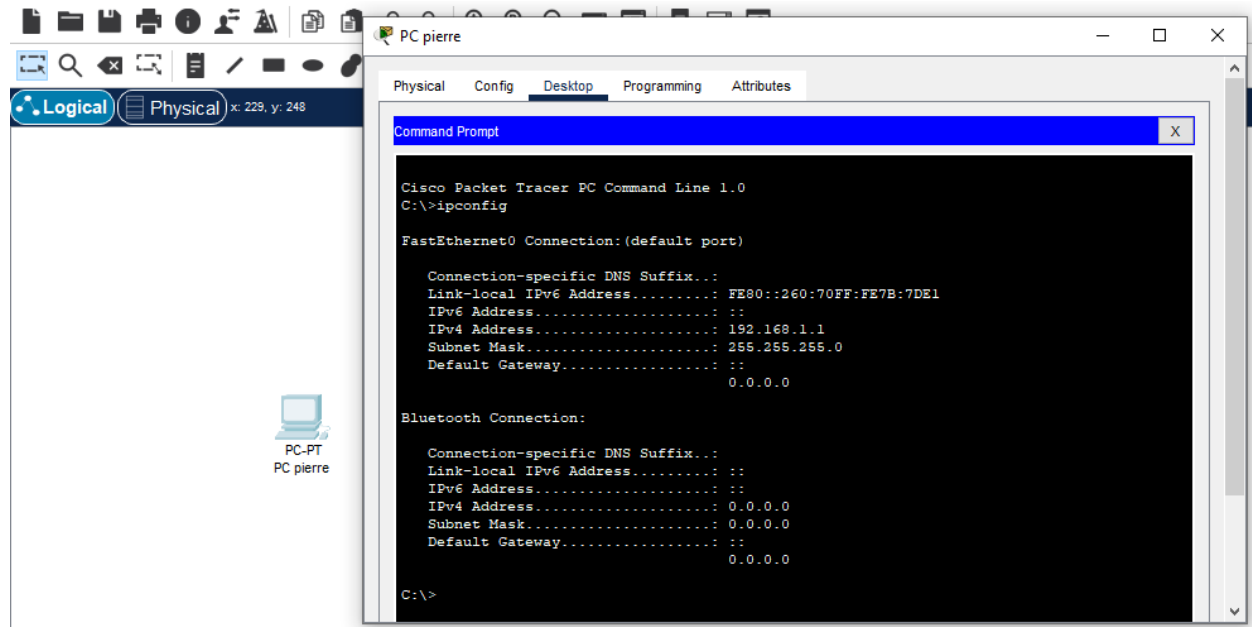 PC pierre
Physical Config Desktop Programming Attributes
Logical Physical x: 229, y: 248
Command Prompt X
Cisco Packet Tracer PC Command Line 1.0
C:\>ipconfig
FastEthernet0 Connection:(default port)
Connection-specific DNS Suffix..:
Link-local IPv6 Address.........: FE80::260:70FF:FE7B:7DE1
IPv6 Address....................: ::
IPv4 Address....................: 192.168.1.1
Subnet Mask.....................: 255.255.255.0
Default Gateway.................: ::
0.0.0.0
Bluetooth Connection:
Connection-specific DNS Suffix..:
Link-local IPv6 Address.........: ::
IPv6 Address....................: ::
IPv4 Address....................: 0.0.0.0
Subnet Mask.....................: 0.0.0.0
Default Gateway.................: ::
0.0.0.0
C:\>
PC-PT
PC pierre